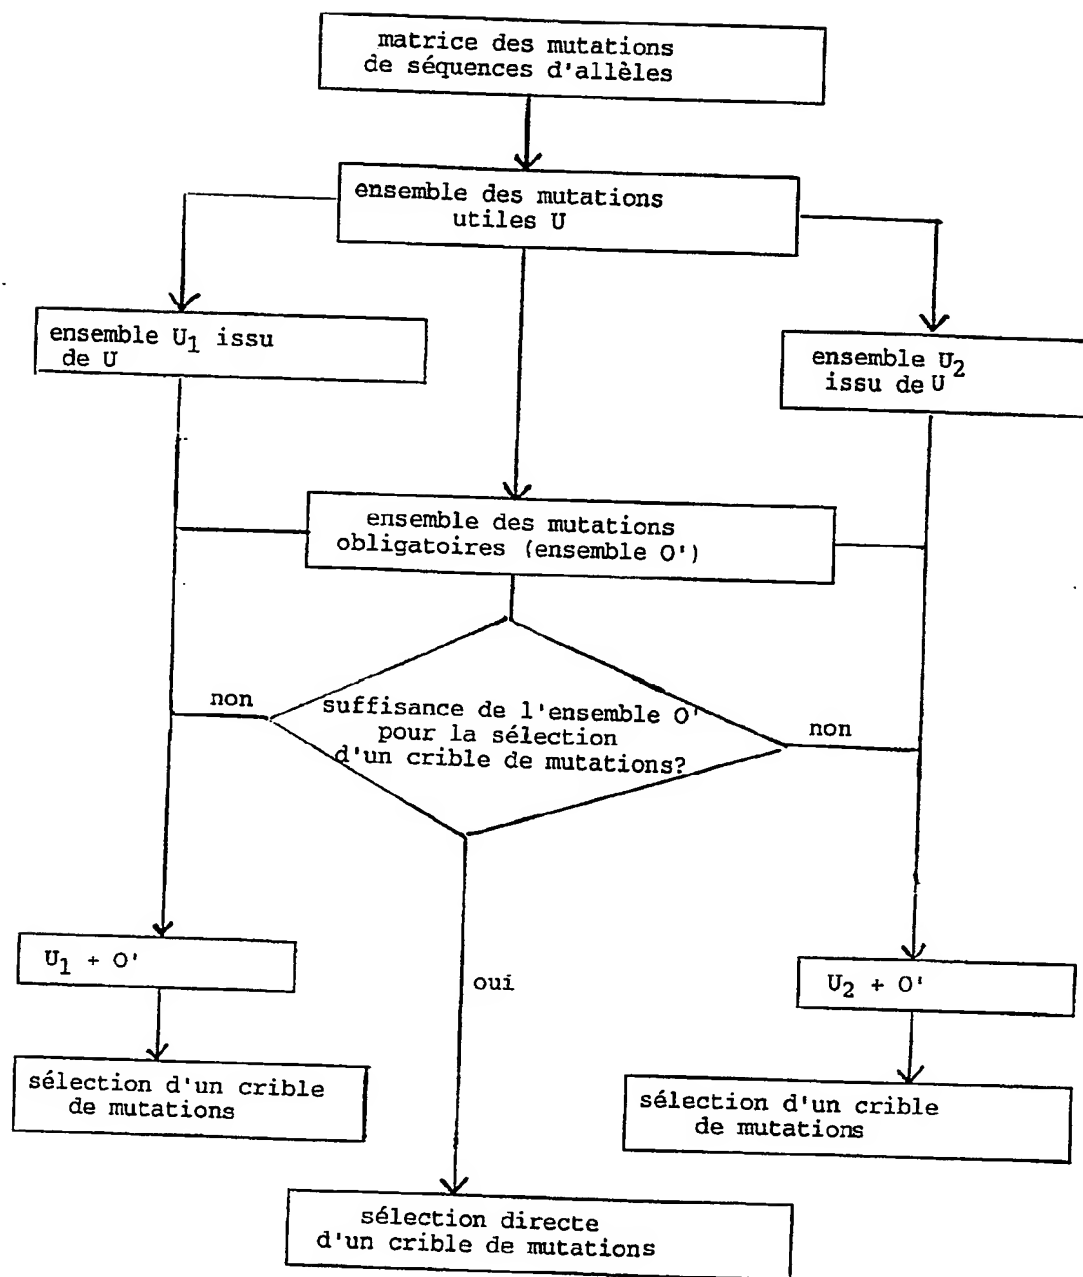 matrice des mutations
de séquences d'allèles
ensemble des mutations
utiles U
ensemble U1 issu
de U
ensemble U2
issu de U
ensemble des mutations
obligatoires (ensemble O')
non
suffisance de l'ensemble O'
pour la sélection
d'un crible de mutations?
non
U1 + O'
oui
U2 + O'
sélection d'un crible
de mutations
sélection d'un crible
de mutations
sélection directe
d'un crible de mutations